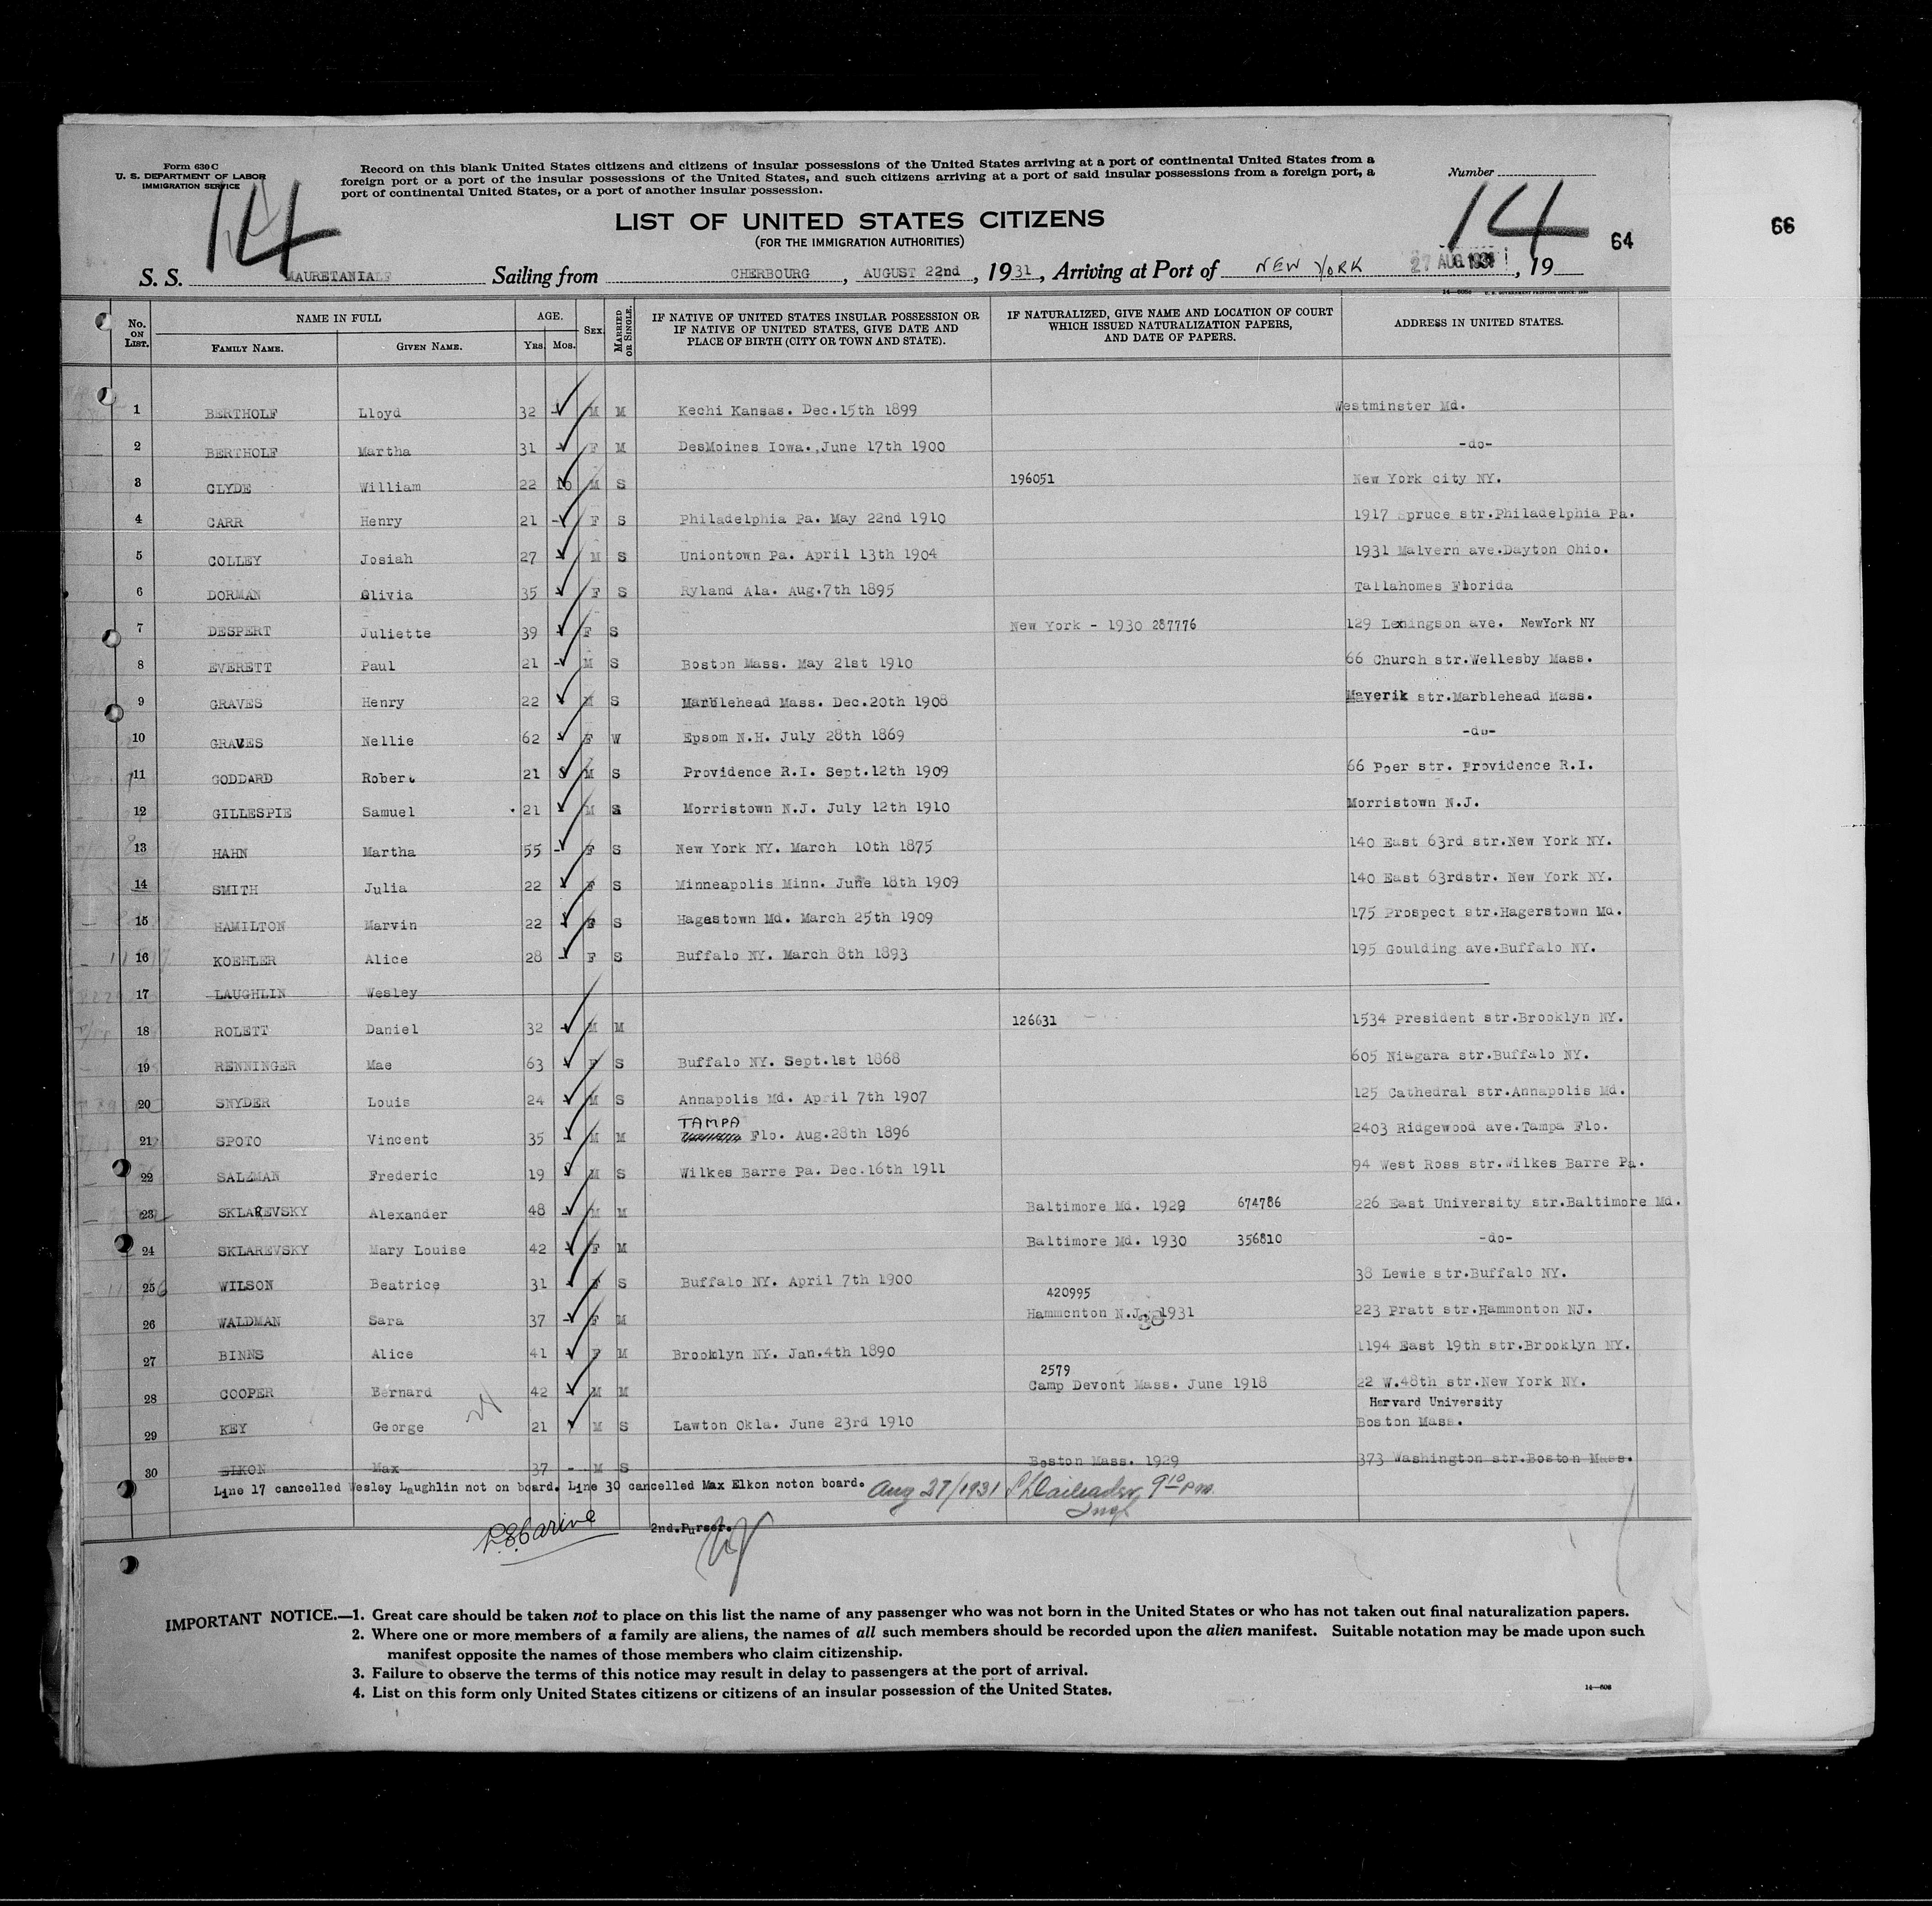 Form 630 C
U. S. DEPARTMENT OF LABOR
IMMIGRATION SERVICE
Record on this blank United States citizens and citizens of insular possessions of the United States arriving at a port of continental United States from a
foreign port or a port of the insular possessions of the United States, and such citizens arriving at a port of said insular possessions from a foreign port, a
port of continental United States, or a port of another insular possession.
Number
14
14
64
66
LIST OF UNITED STATES CITIZENS
(FOR THE IMMIGRATION AUTHORITIES)
S. S. MAURETANIA Sailing from CHERBOURG, AUGUST 22nd, 1931, Arriving at Port of NEW YORK 27 AUG 1931, 19
No. ON LIST. NAME IN FULL AGE. SEX MARRIED OR SINGLE. IF NATIVE OF UNITED STATES INSULAR POSSESSION OR IF NATIVE OF UNITED STATES, GIVE DATE AND PLACE OF BIRTH (CITY OR TOWN AND STATE). IF NATURALIZED, GIVE NAME AND LOCATION OF COURT WHICH ISSUED NATURALIZATION PAPERS, AND DATE OF PAPERS. ADDRESS IN UNITED STATES.
FAMILY NAME. GIVEN NAME. YRS. MOS.
1 BERTHOLF Lloyd 32 - M M Kechi Kansas. Dec.15th 1899 Westminster Md.
2 BERTHOLF Martha 31 - F M DesMoines Iowa.,June 17th 1900 -do-
3 CLYDE William 22 10 M S 196051 New York city NY.
4 CARR Henry 21 - F S Philadelphia Pa. May 22nd 1910 1917 Spruce str.Philadelphia Pa.
5 COLLEY Josiah 27 - M S Uniontown Pa. April 13th 1904 1931 Malvern ave.Dayton Ohio.
6 DORMAN Olivia 35 - F S Ryland Ala. Aug.7th 1895 Tallahomes Florida
7 DESPERT Juliette 39 - F S New York - 1930 287776 129 Lexingson ave. NewYork NY
8 EVERETT Paul 21 - M S Boston Mass. May 21st 1910 66 Church str.Wellesby Mass.
9 GRAVES Henry 22 M S Marblehead Mass. Dec.20th 1908 Maverik str.Marblehead Mass.
10 GRAVES Nellie 62 - F W Epsom N.H. July 28th 1869 -do-
11 GODDARD Robert 21 M S Providence R.I. Sept.12th 1909 66 Poer str. Providence R.I.
12 GILLESPIE Samuel 21 - M S Morristown N.J. July 12th 1910 Morristown N.J.
13 HAHN Martha 55 - F S New York NY. March 10th 1875 140 East 63rd str.New York NY.
14 SMITH Julia 22 - F S Minneapolis Minn. June 18th 1909 140 East 63rdstr. New York NY.
15 HAMILTON Marvin 22 - F S Hagestown Md. March 25th 1909 175 Prospect str.Hagerstown Md.
16 KOEHLER Alice 28 - F S Buffalo NY. March 8th 1893 195 Goulding ave.Buffalo NY.
17 LAUGHLIN Wesley
18 ROLETT Daniel 32 - M M 126631 1534 President str.Brooklyn NY.
19 RENNINGER Mae 63 - F S Buffalo NY. Sept.1st 1868 605 Niagara str.Buffalo NY.
20 SNYDER Louis 24 - M S Annapolis Md. April 7th 1907 125 Cathedral str.Annapolis Md.
21 SPOTO Vincent 35 - M M TAMPA Flo. Aug.28th 1896 2403 Ridgewood ave.Tampa Flo.
22 SALZMAN Frederic 19 M S Wilkes Barre Pa. Dec.16th 1911 94 West Ross str.Wilkes Barre Pa.
23 SKLAREVSKY Alexander 48 - M M Baltimore Md. 1929 674786 226 East University str.Baltimore Md.
24 SKLAREVSKY Mary Louise 42 - F M Baltimore Md. 1930 356810 -do-
25 WILSON Beatrice 31 - F S Buffalo NY. April 7th 1900 38 Lewie str.Buffalo NY.
420995
26 WALDMAN Sara 37 - F M Hammonton N.J. 1931 30 223 Pratt str.Hammonton NJ.
27 BINNS Alice 41 - F M Brooklyn NY. Jan.4th 1890 1194 East 19th str.Brooklyn NY.
2579
28 COOPER Bernard 42 - M M Camp Devont Mass. June 1918 22 W.48th str.New York NY.
Harvard University
29 KEY George 21 M S Lawton Okla. June 23rd 1910 Boston Mass.
30 ELKON Max 37 - M S Boston Mass. 1929 373 Washington str.Boston Mass.
Line 17 cancelled Wesley Laughlin not on board. Line 30 cancelled Max Elkon noton board. Aug 27/1931 9 10 PM
Insp
2nd.Purser.
IMPORTANT NOTICE.—1. Great care should be taken not to place on this list the name of any passenger who was not born in the United States or who has not taken out final naturalization papers.
2. Where one or more members of a family are aliens, the names of all such members should be recorded upon the alien manifest. Suitable notation may be made upon such
manifest opposite the names of those members who claim citizenship.
3. Failure to observe the terms of this notice may result in delay to passengers at the port of arrival.
4. List on this form only United States citizens or citizens of an insular possession of the United States.
14—608